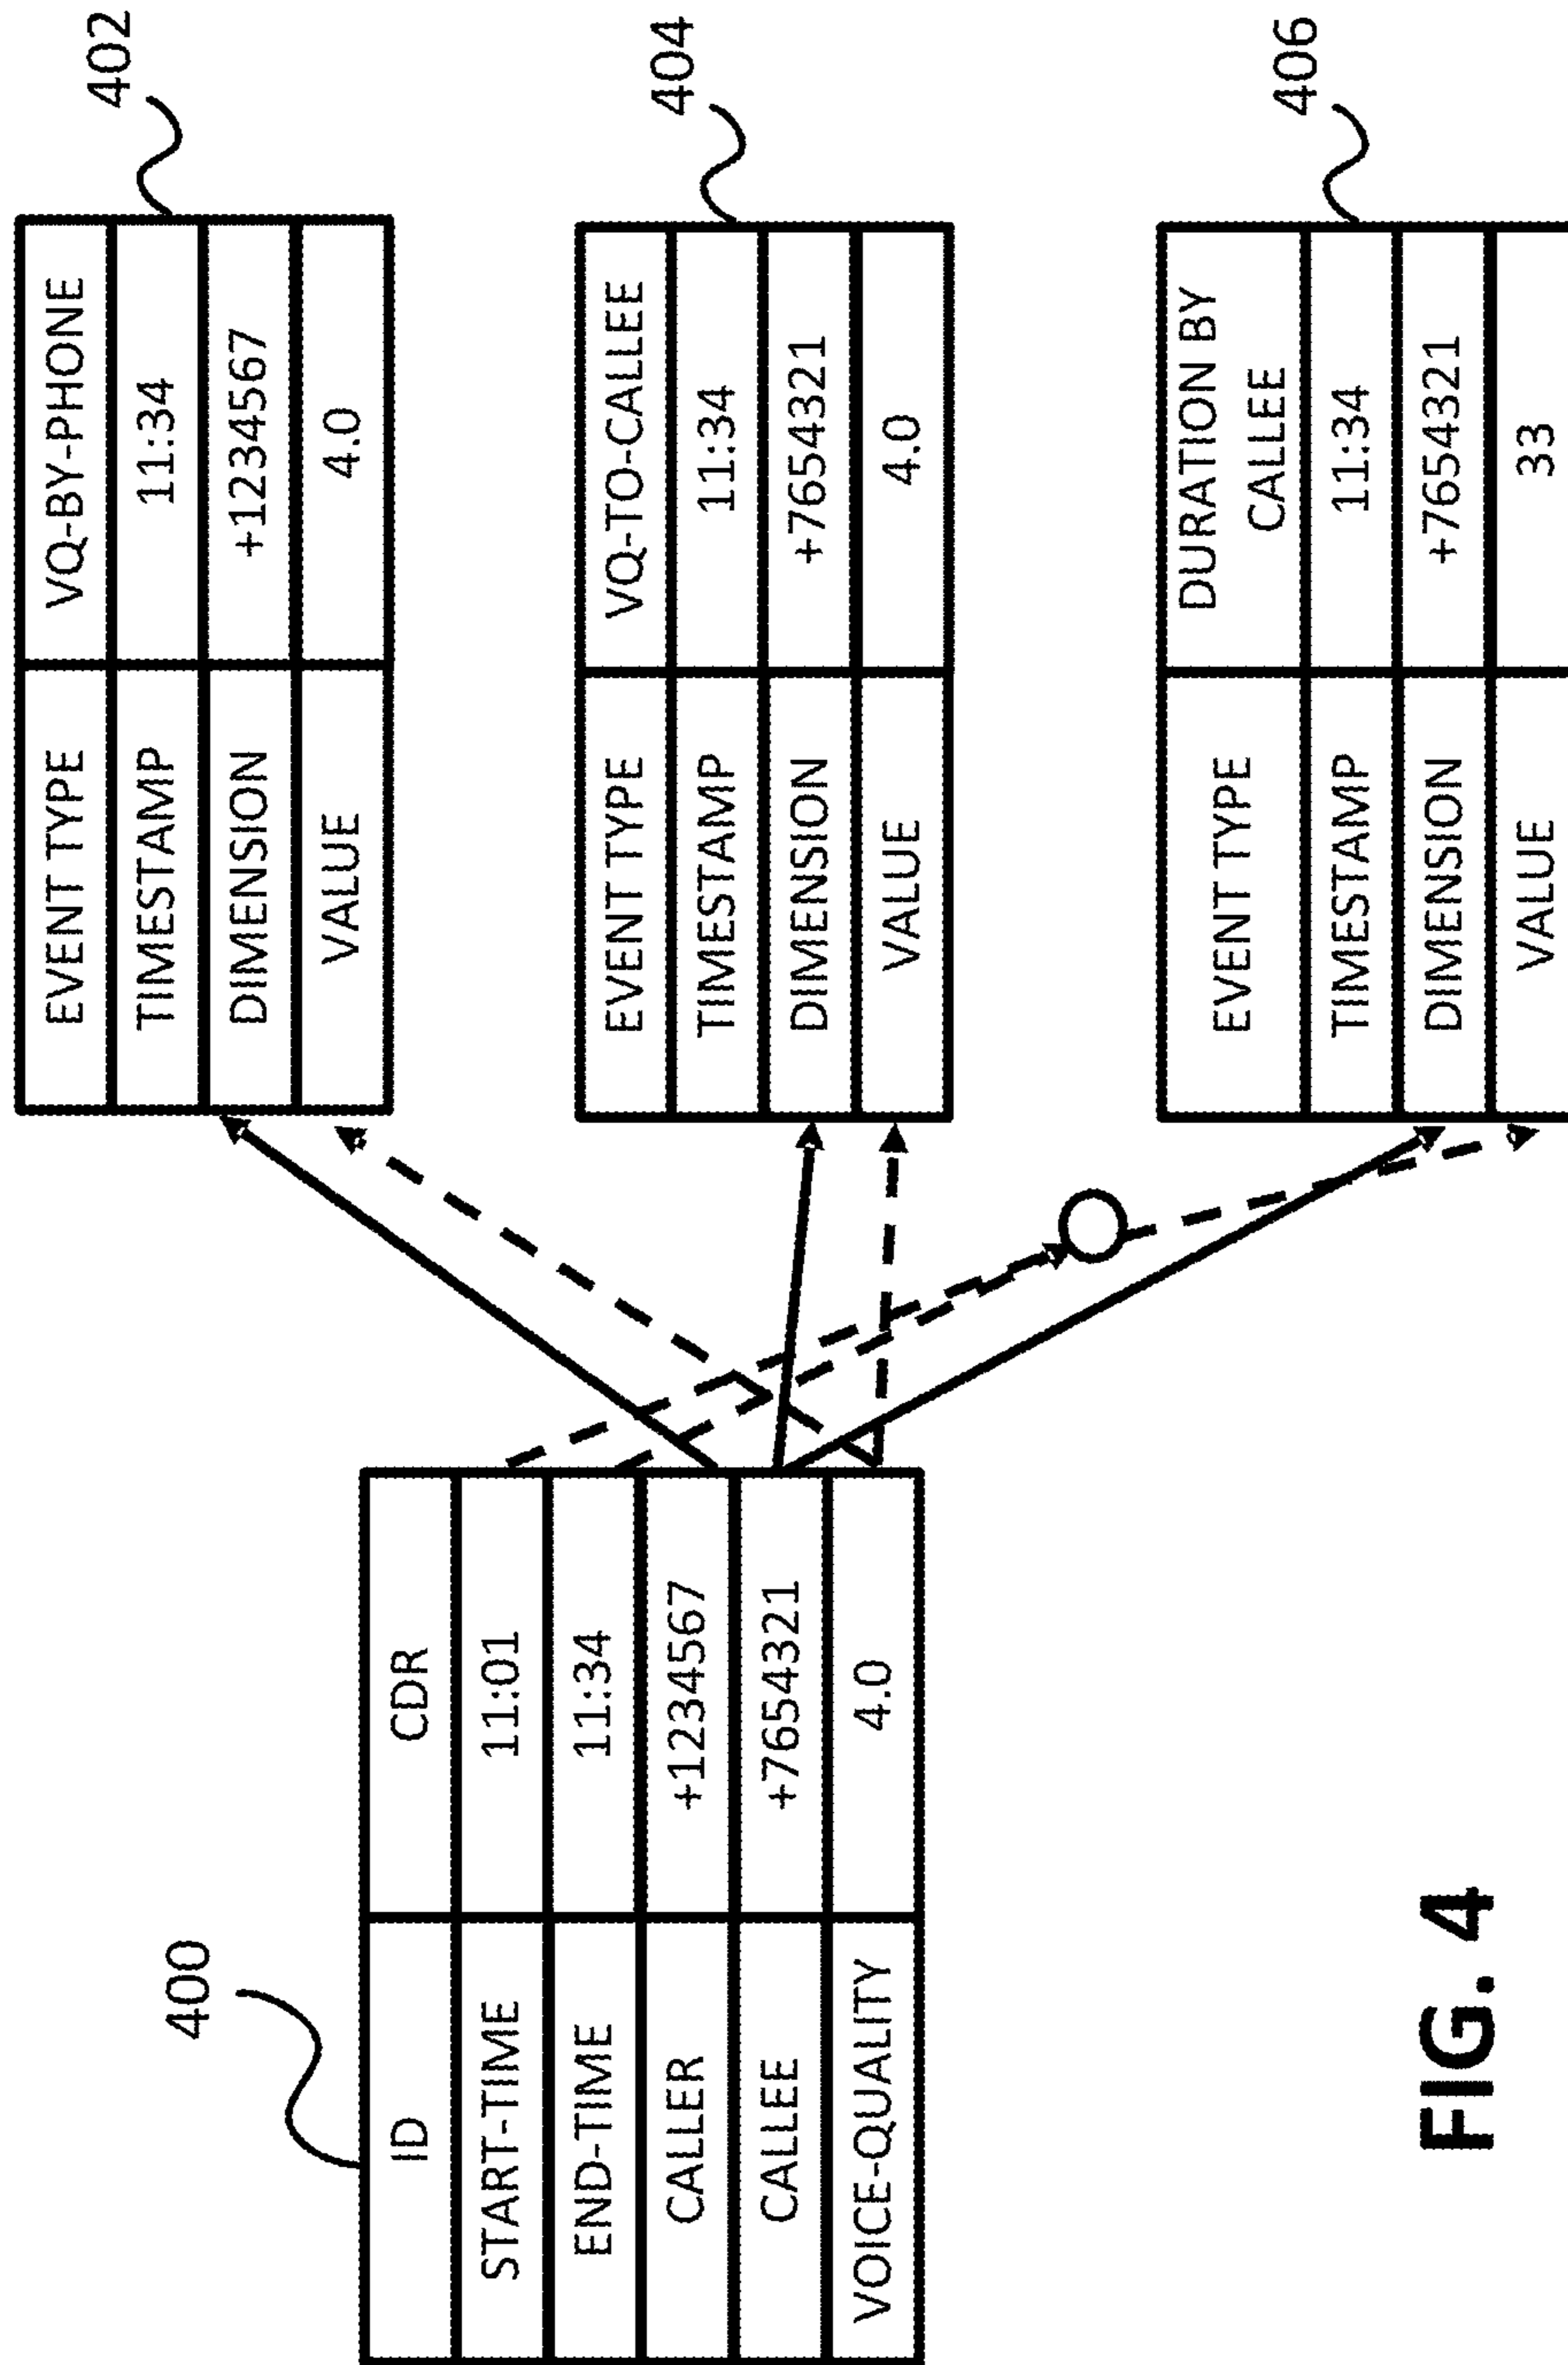 400
ID CDR
START-TIME 11:01
END-TIME 11:34
CALLER +1234567
CALLEE +7654321
VOICE-QUALITY 4.0
402
EVENT TYPE VQ-BY-PHONE
TIMESTAMP 11:34
DIMENSION +1234567
VALUE 4.0
404
EVENT TYPE VQ-TO-CALLEE
TIMESTAMP 11:34
DIMENSION +7654321
VALUE 4.0
406
EVENT TYPE DURATION BY
CALLEE
TIMESTAMP 11:34
DIMENSION +7654321
VALUE 33
FIG. 4